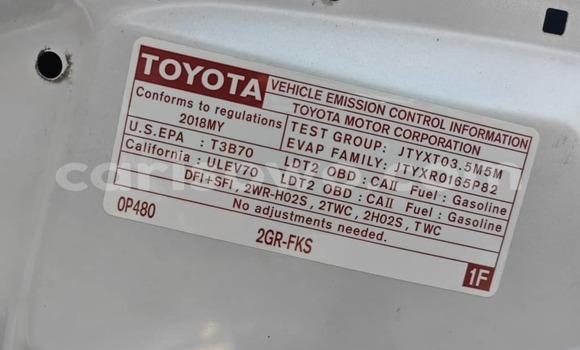 TOYOTA
VEHICLE EMISSION CONTROL INFORMATION
TOYOTA MOTOR CORPORATION
Conforms to regulations
2018MY
TEST GROUP: JTYXT03.5M5M
EVAP FAMILY: JTYXR0165P82
U.S.EPA : T3B70 LDT2 OBD : CAII Fuel : Gasoline
California : ULEV70 LDT2 OBD : CAII Fuel : Gasoline
DFI+SFI, 2WR-HO2S, 2TWC, 2HO2S, TWC
No adjustments needed.
0P480
2GR-FKS
1F